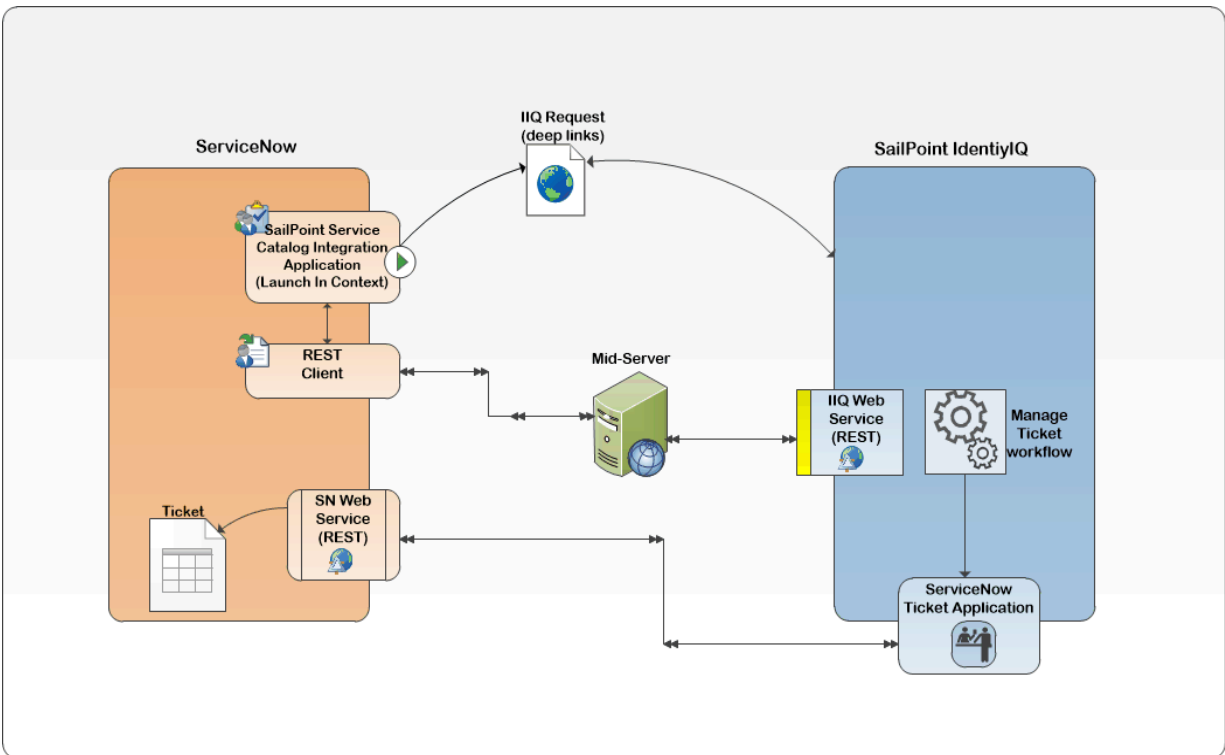 IIQ Request
(deep links)
ServiceNow
SailPoint IdentiyIQ
SailPoint Service
Catalog Integration
Application
(Launch In Context)
REST
Client
Mid-Server
IIQ Web
Service
(REST)
Manage
Ticket
workflow
Ticket
SN Web
Service
(REST)
ServiceNow
Ticket Application